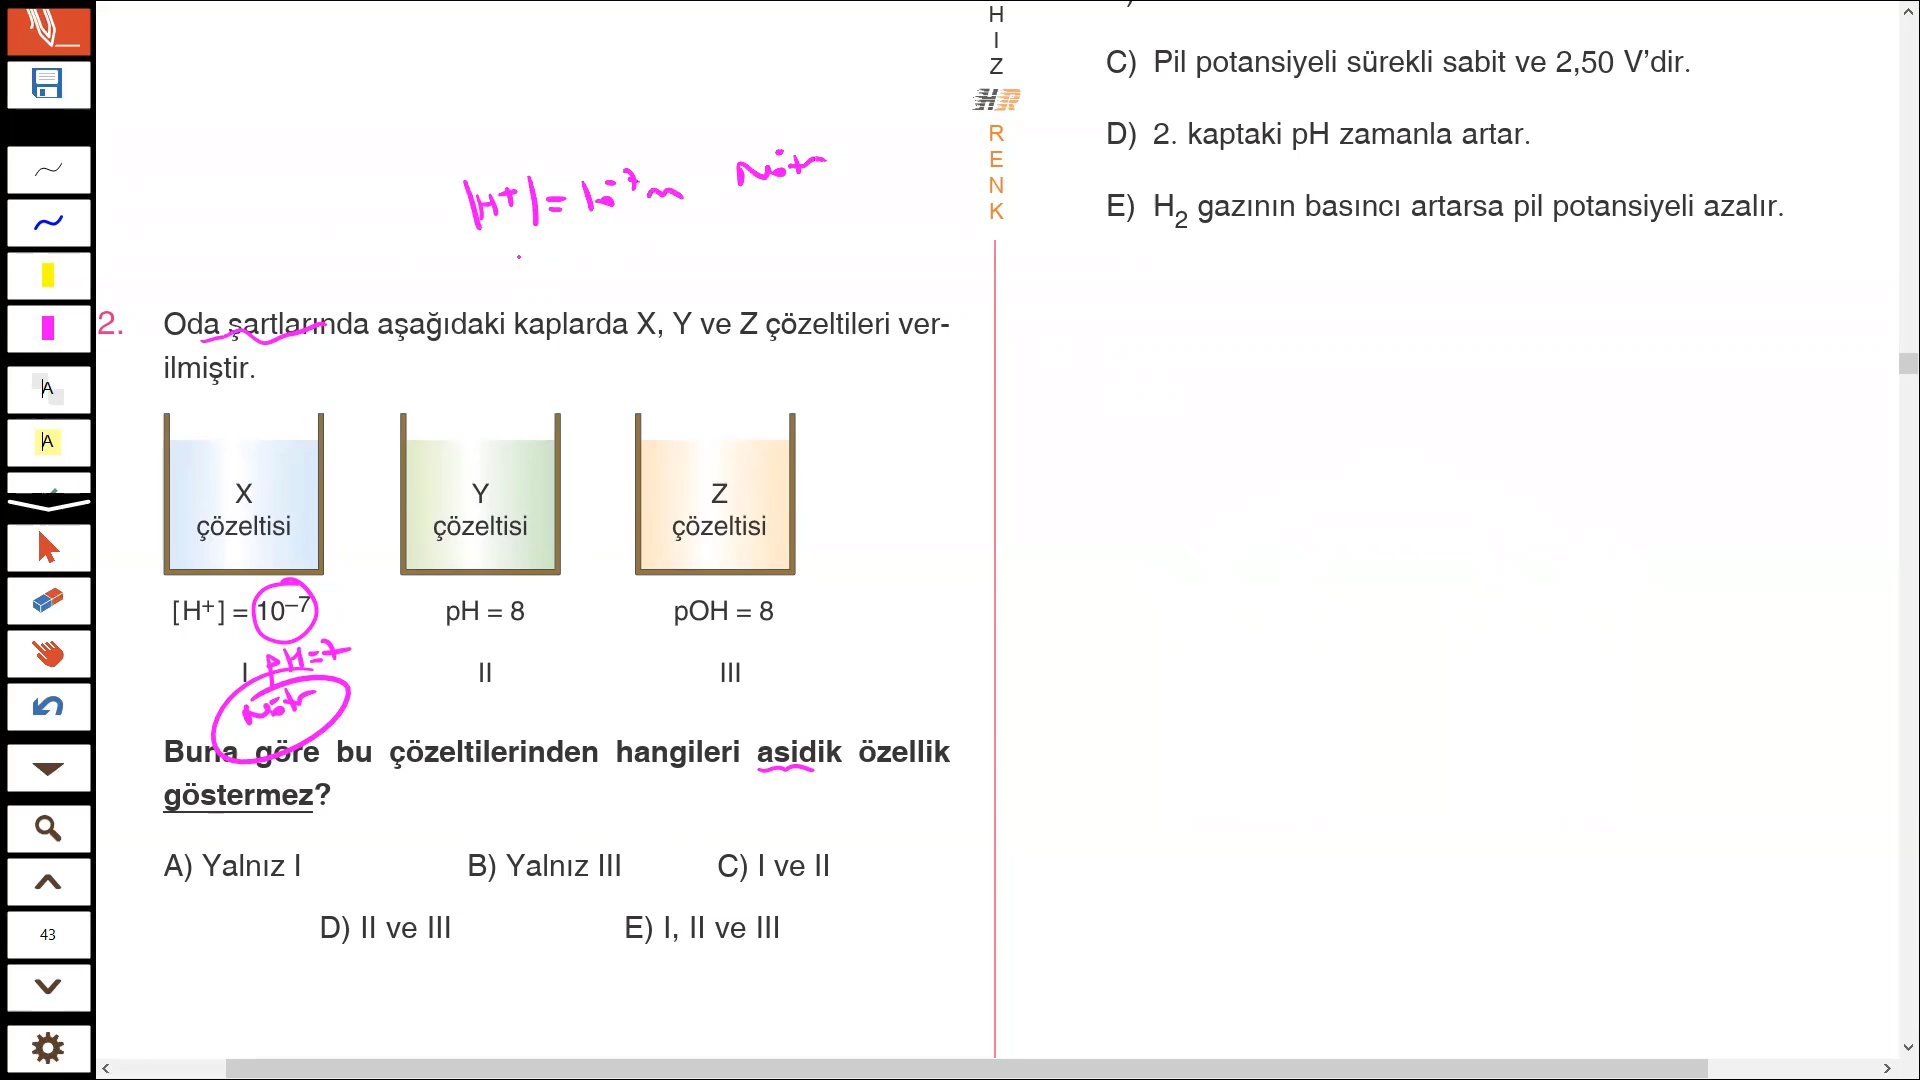 H
I
Z
HR
R
E
N
K
C) Pil potansiyeli sürekli sabit ve 2,50 V’dir.
D) 2. kaptaki pH zamanla artar.
E) H2 gazının basıncı artarsa pil potansiyeli azalır.
|H+| = 10-7 m Nötr
2. Oda şartlarında aşağıdaki kaplarda X, Y ve Z çözeltileri ver-
ilmiştir.
X
çözeltisi
Y
çözeltisi
Z
çözeltisi
[H+] = 10–7
pH = 8
pOH = 8
pH=7
I
II
III
Nötr
Buna göre bu çözeltilerinden hangileri asidik özellik
göstermez?
A) Yalnız I
B) Yalnız III
C) I ve II
D) II ve III
E) I, II ve III
A
A
43